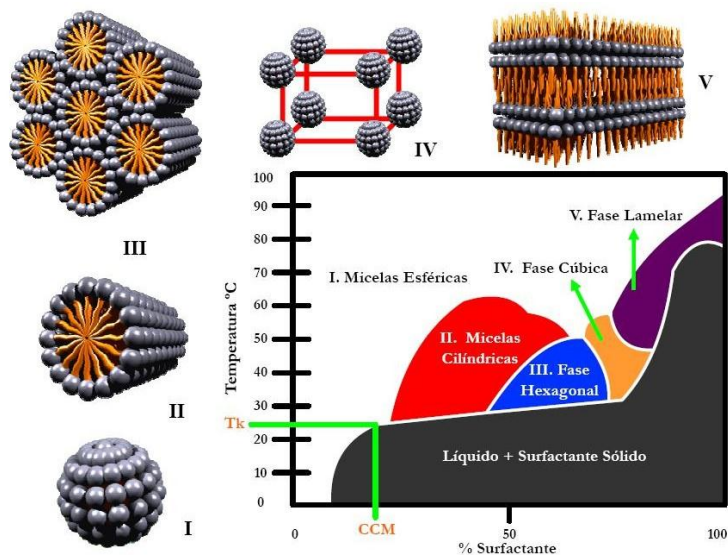 III
IV
V
II
I
100
90
80
70
60
50
40
30
Tk
20
10
0
Temperatura ºC
I. Micelas Esféricas
II. Micelas
Cilíndricas
III. Fase
Hexagonal
IV. Fase Cúbica
V. Fase Lamelar
Líquido + Surfactante Sólido
0
CCM
50
100
% Surfactante